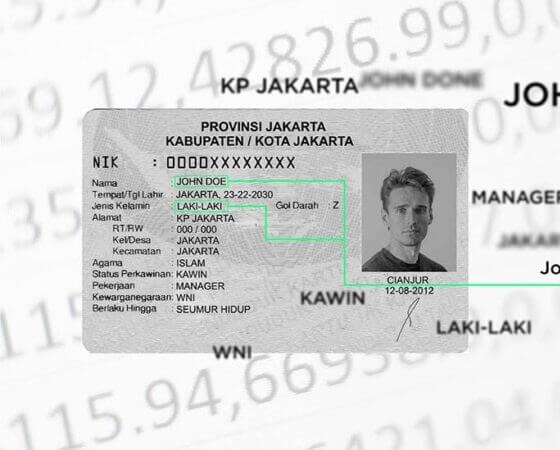 42826.99,0,0
69.12,
KP JAKARTA JOHN DONE
JOH
PROVINSI JAKARTA
KABUPATEN / KOTA JAKARTA
NIK : 0000XXXXXXXXX
Nama : JOHN DOE
Tempat/Tgl Lahir : JAKARTA, 23-22-2030
Jenis Kelamin : LAKI-LAKI Gol Darah : Z
Alamat : KP JAKARTA
RT/RW : 000 / 000
Kel/Desa : JAKARTA
Kecamatan : JAKARTA
Agama : ISLAM
Status Perkawinan: KAWIN
Pekerjaan : MANAGER
Kewarganegaraan: WNI
Berlaku Hingga : SEUMUR HIDUP
CIANJUR
12-08-2012
MANAGER
JAKAR
Jo
KAWIN
LAKI-LAKI
WNI
115.94,669